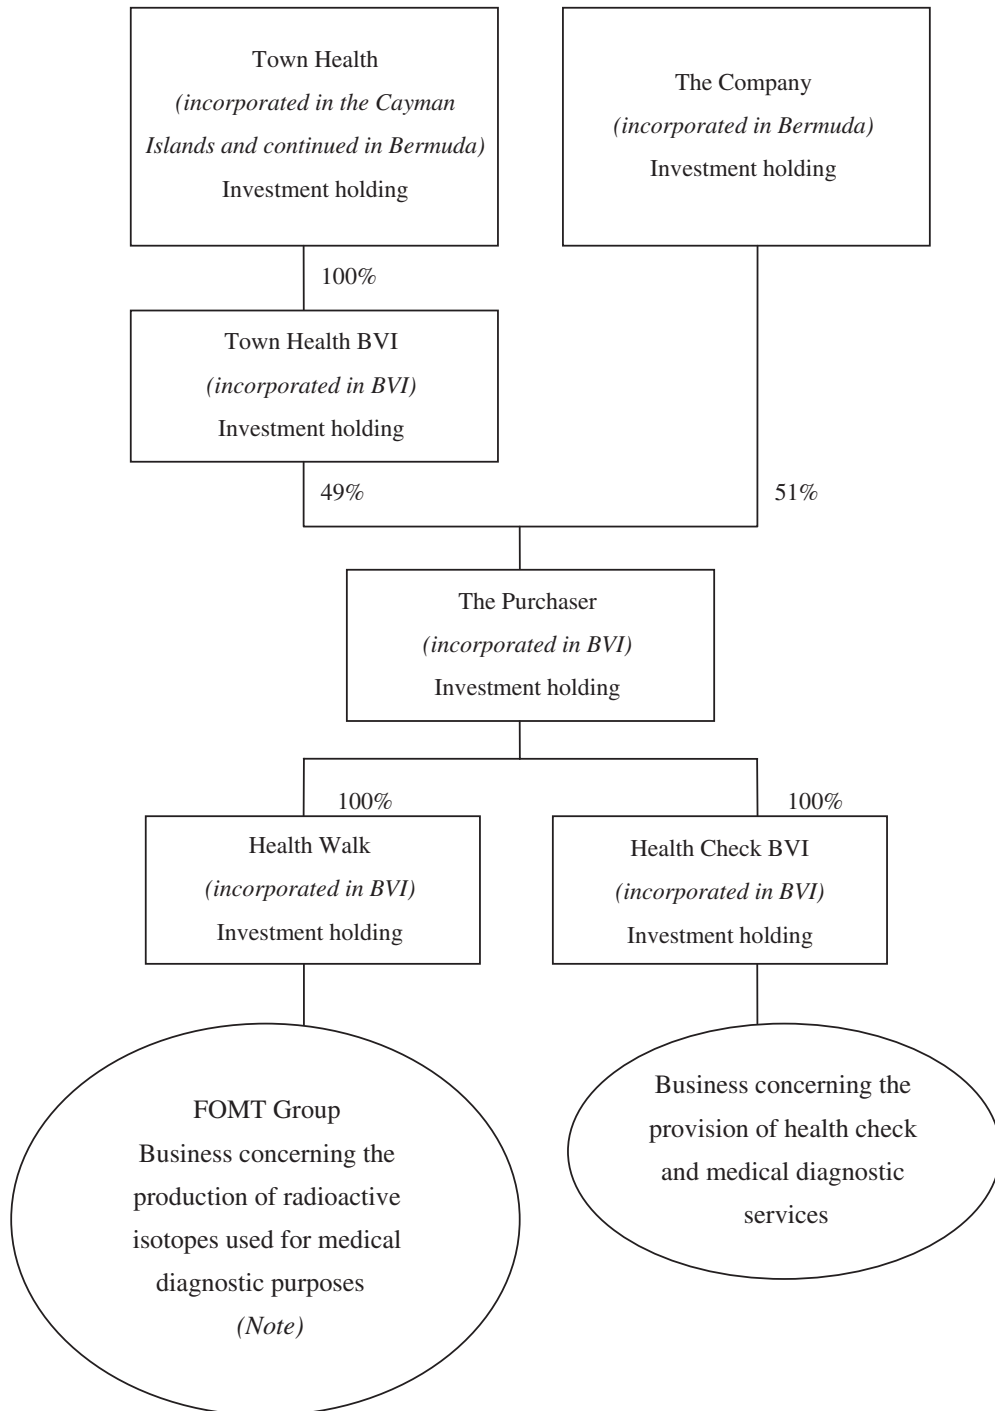 Town Health
(incorporated in the Cayman
Islands and continued in Bermuda)
Investment holding
The Company
(incorporated in Bermuda)
Investment holding
100%
Town Health BVI
(incorporated in BVI)
Investment holding
49%
51%
The Purchaser
(incorporated in BVI)
Investment holding
100%
100%
Health Walk
(incorporated in BVI)
Investment holding
Health Check BVI
(incorporated in BVI)
Investment holding
FOMT Group
Business concerning the
production of radioactive
isotopes used for medical
diagnostic purposes
(Note)
Business concerning the
provision of health check
and medical diagnostic
services